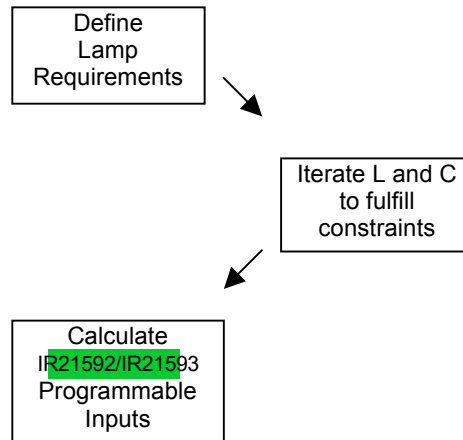 Define
Lamp
Requirements
Iterate L and C
to fulfill
constraints
Calculate
IR21592/IR21593
Programmable
Inputs